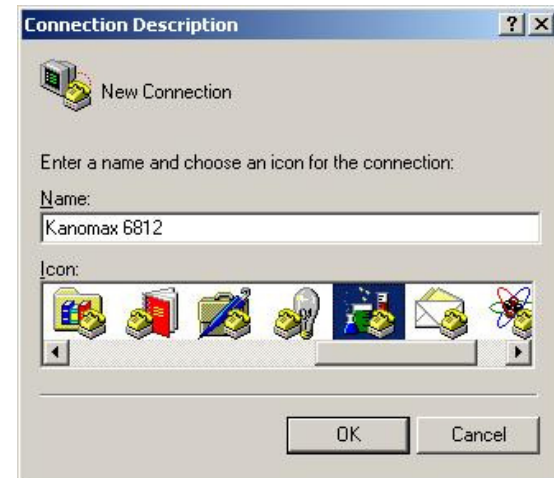 Connection Description
New Connection
Enter a name and choose an icon for the connection:
Name:
Kanomax 6812
Icon:
OK Cancel